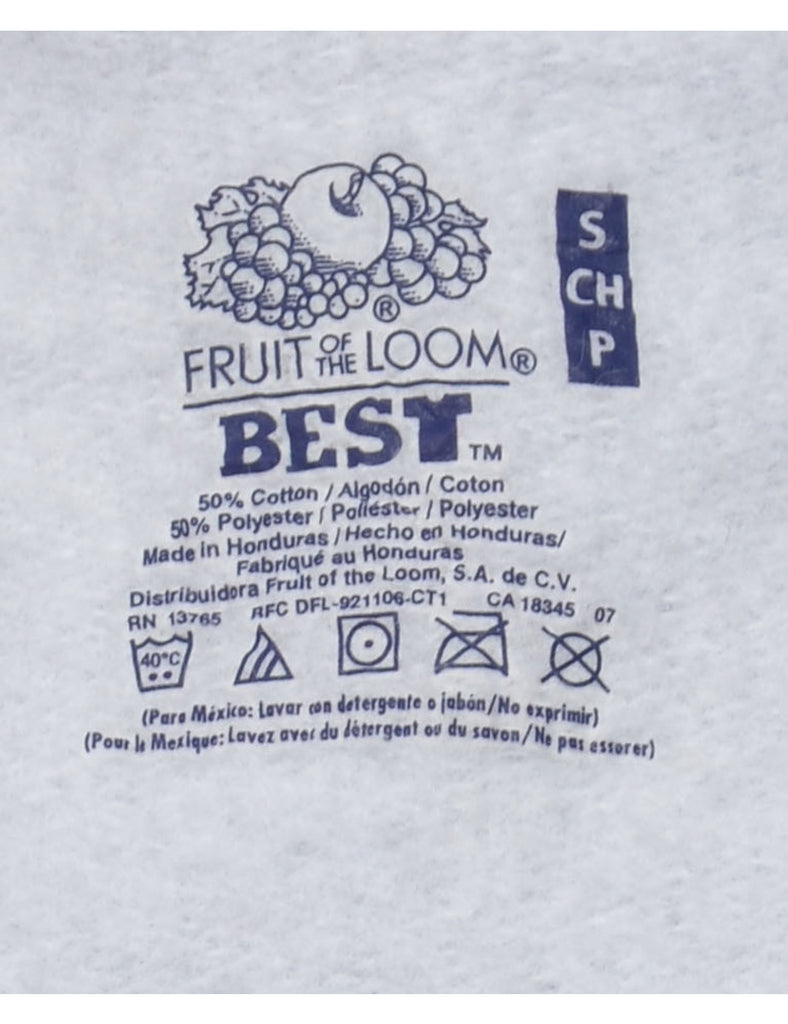 ®
FRUIT OF THE LOOM®
BEST™
S
CH
P
50% Cotton / Algodón / Coton
50% Polyester / Poliéster / Polyester
Made in Honduras / Hecho en Honduras/
Fabriqué au Honduras
Distribuidora Fruit of the Loom, S.A. de C.V.
RN 13765 RFC DFL-921106-CT1 CA 18345 07
40°C
(Para México: Lavar con detergente o jabón/No exprimir)
(Pour le Mexique: Lavez avec du détergent ou du savon/Ne pas essorer)